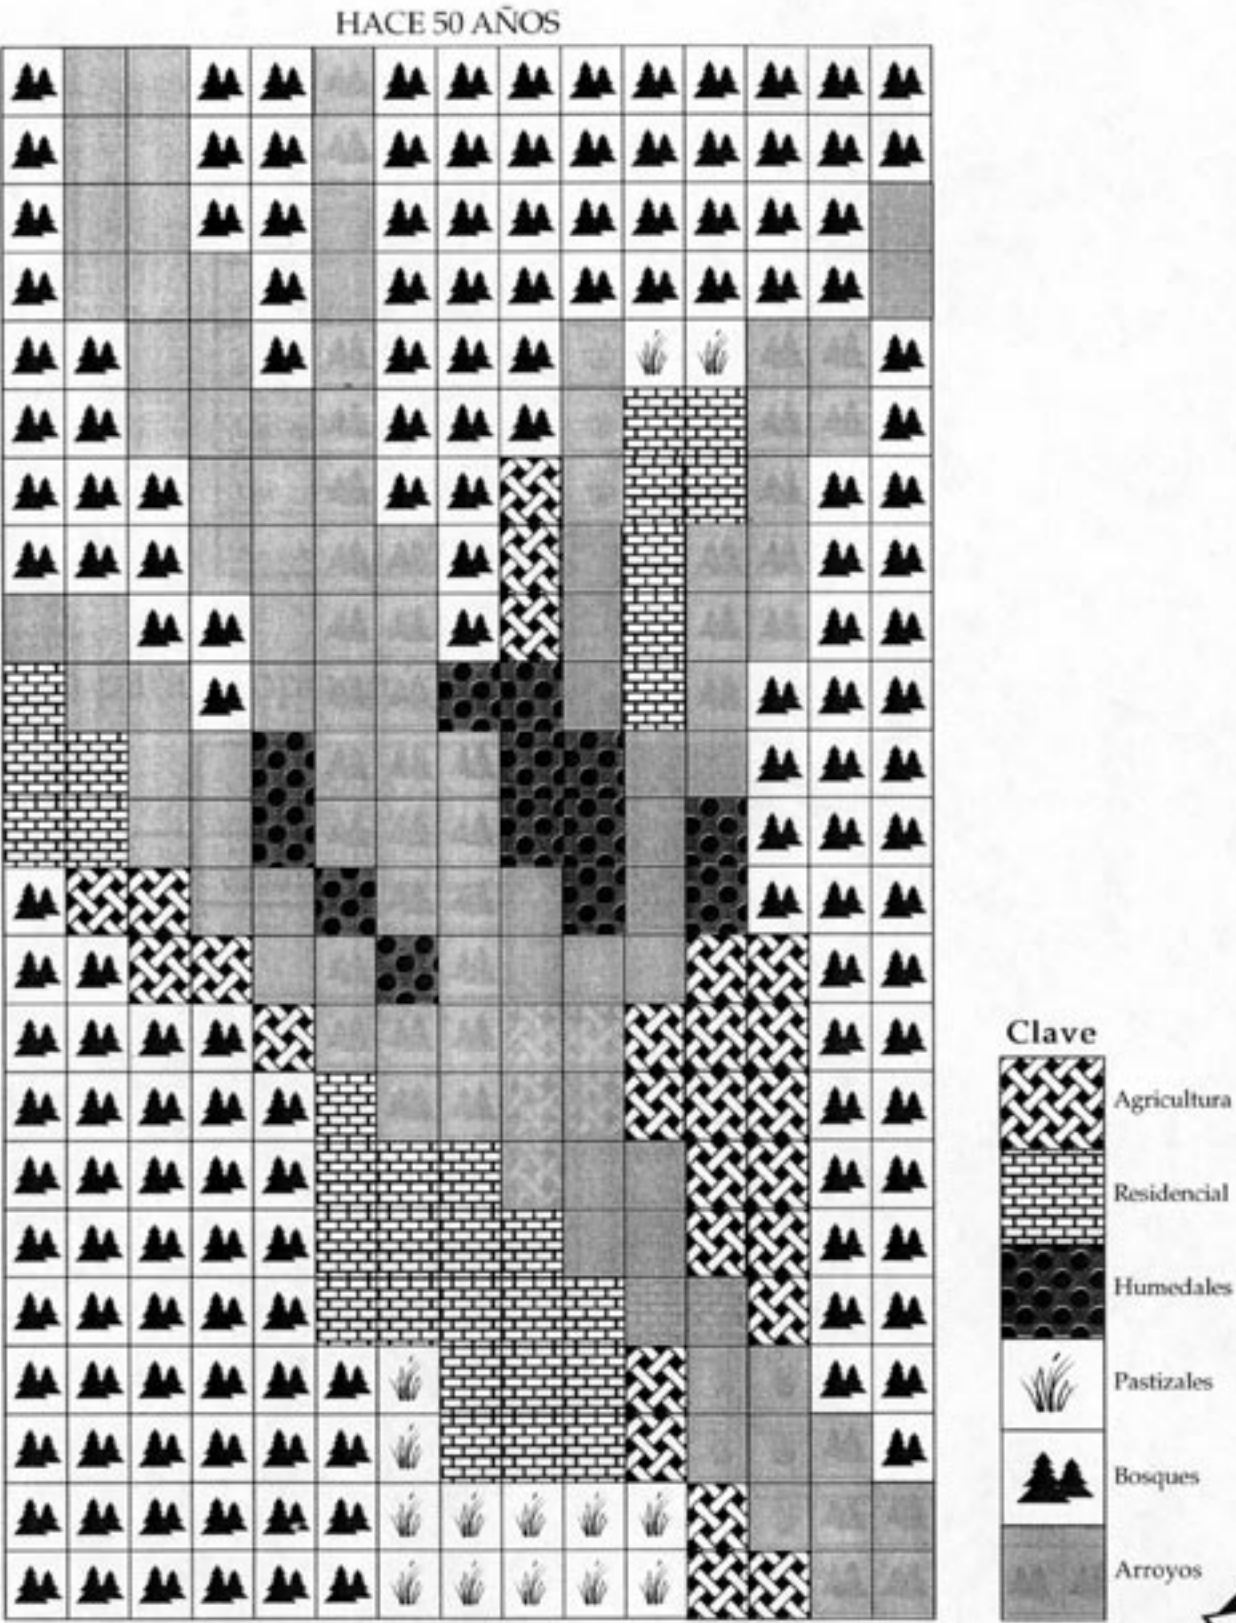 HACE 50 AÑOS
Clave
Agricultura
Residencial
Humedales
Pastizales
Bosques
Arroyos